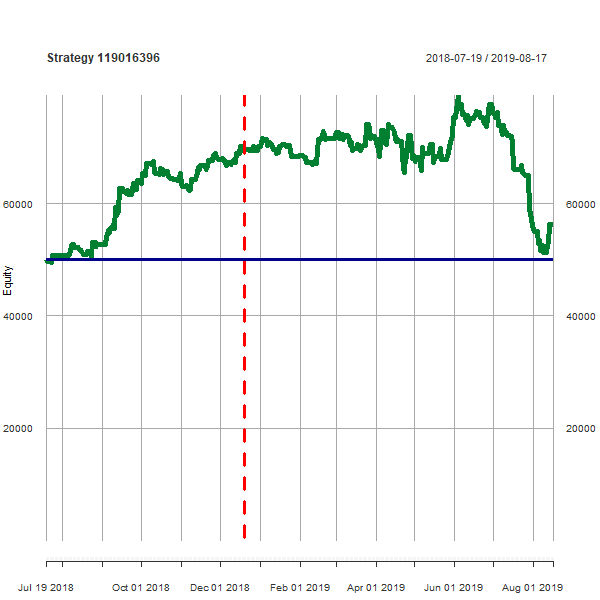 Strategy 119016396
2018-07-19 / 2019-08-17
60000 60000
Equity
40000 40000
20000 20000
Jul 19 2018 Oct 01 2018 Dec 01 2018 Feb 01 2019 Apr 01 2019 Jun 01 2019 Aug 01 2019